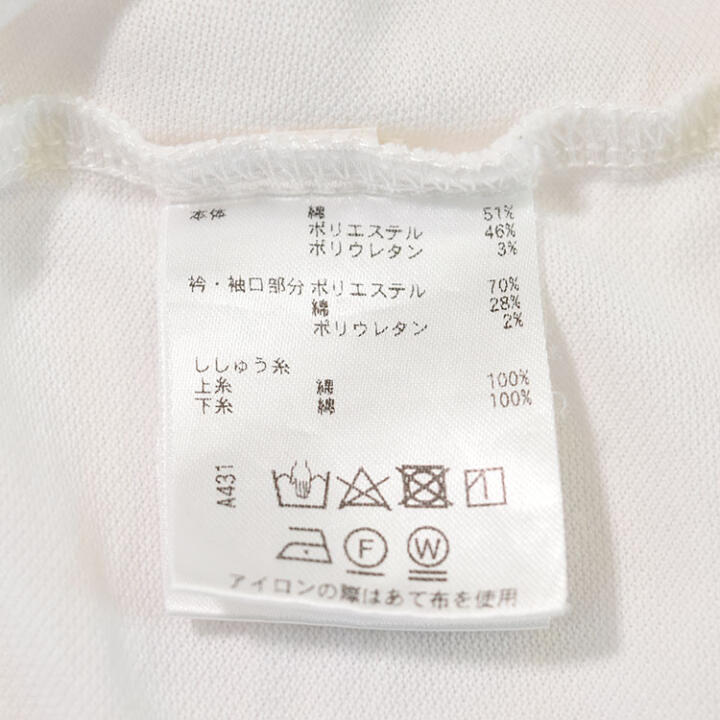 本体 綿 51%
ポリエステル 46%
ポリウレタン 3%
衿・袖口部分 ポリエステル 70%
綿 28%
ポリウレタン 2%
ししゅう糸
上糸 綿 100%
下糸 綿 100%
A431
F W
アイロンの際はあて布を使用